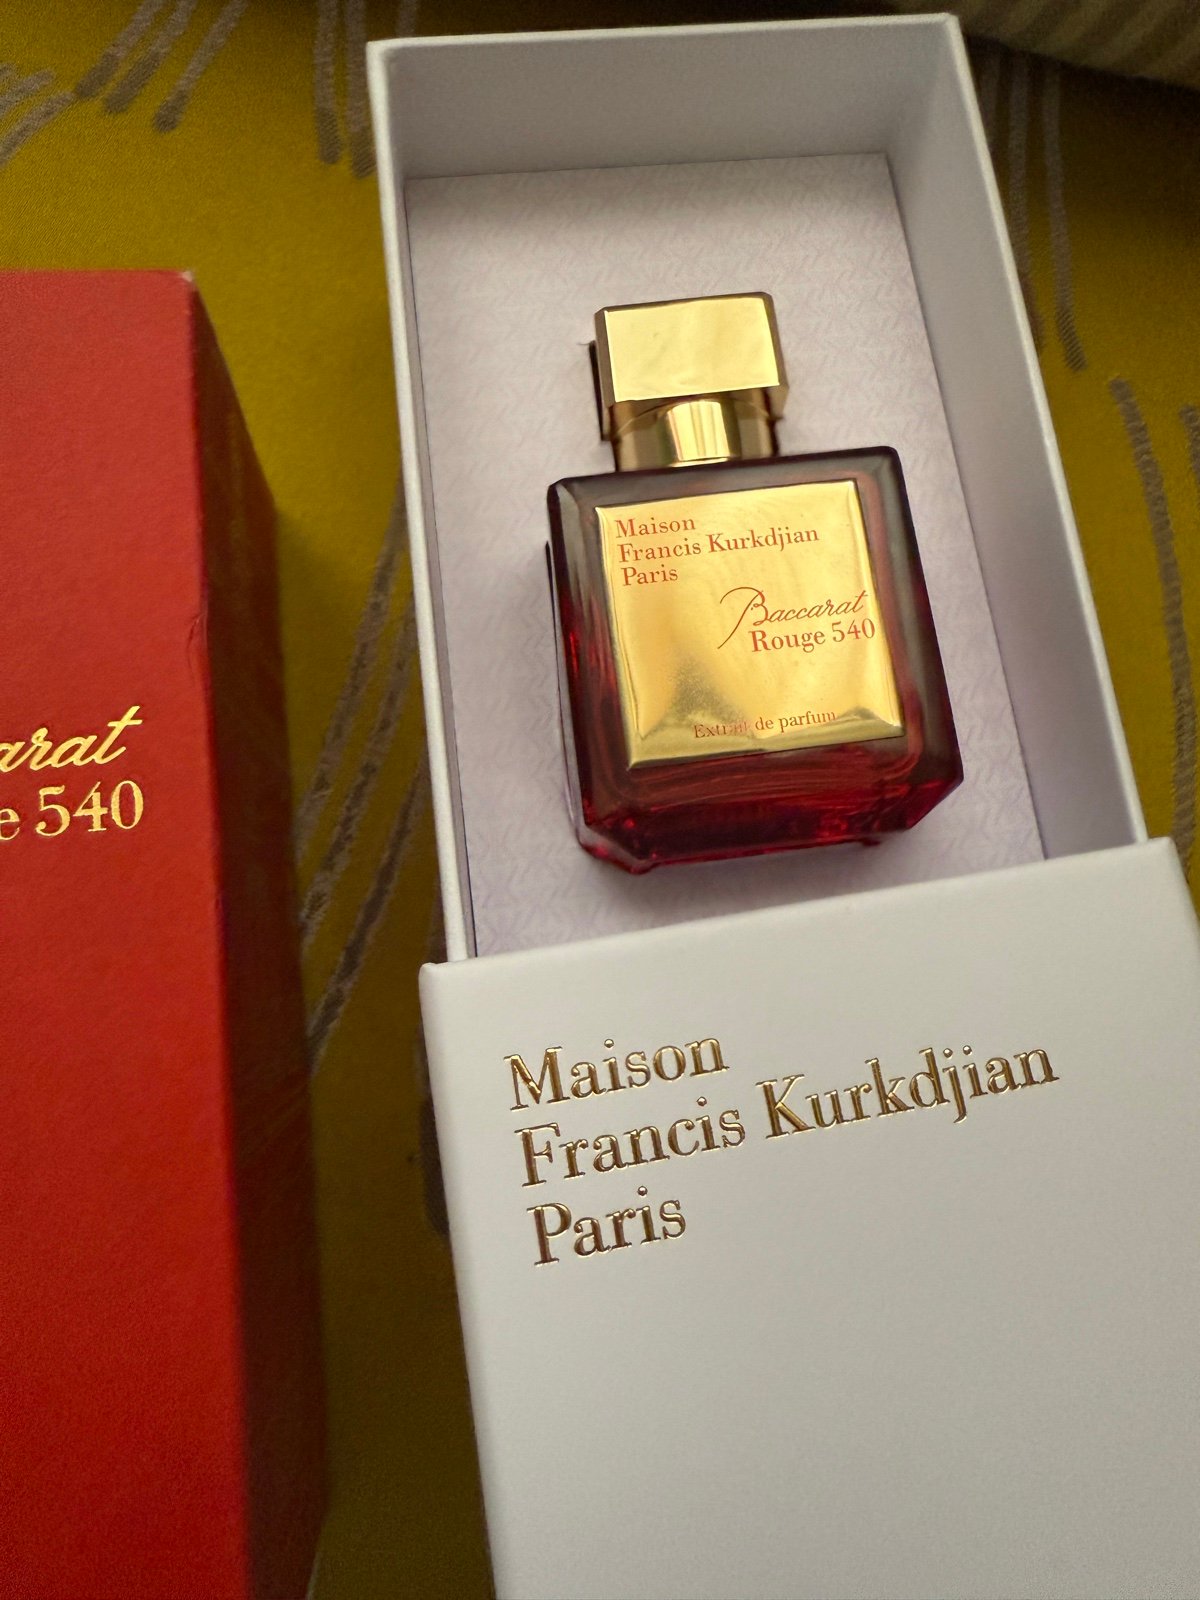 Maison
Francis Kurkdjian
Paris
Baccarat
Rouge 540
Extrait de parfum
arat
e 540
Maison
Francis Kurkdjian
Paris